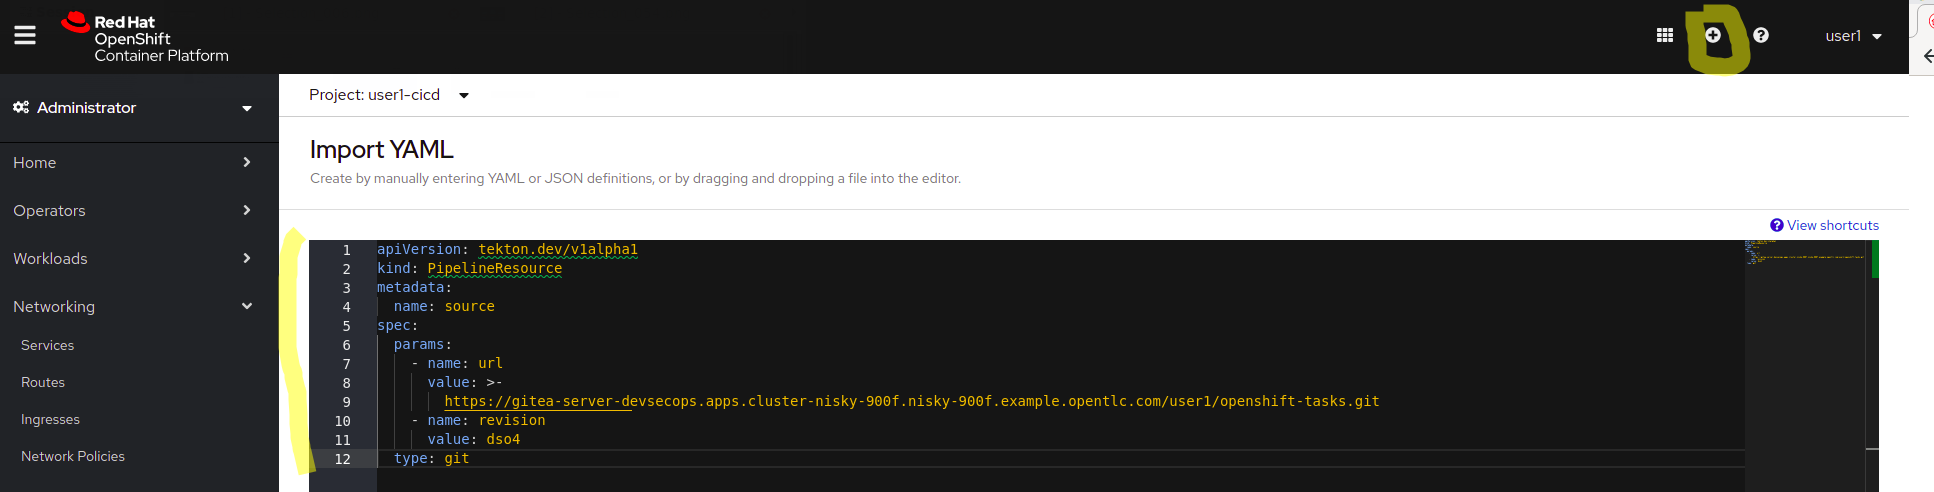 Red Hat
OpenShift
Container Platform
user1
Administrator
Project: user1-cicd
Home
Operators
Workloads
Networking
Services
Routes
Ingresses
Network Policies
Import YAML
Create by manually entering YAML or JSON definitions, or by dragging and dropping a file into the editor.
View shortcuts
1 apiVersion: tekton.dev/v1alpha1
2 kind: PipelineResource
3 metadata:
4 name: source
5 spec:
6 params:
7 - name: url
8 value: >-
9 https://gitea-server-devsecops.apps.cluster-nisky-900f.nisky-900f.example.opentlc.com/user1/openshift-tasks.git
10 - name: revision
11 value: dso4
12 type: git